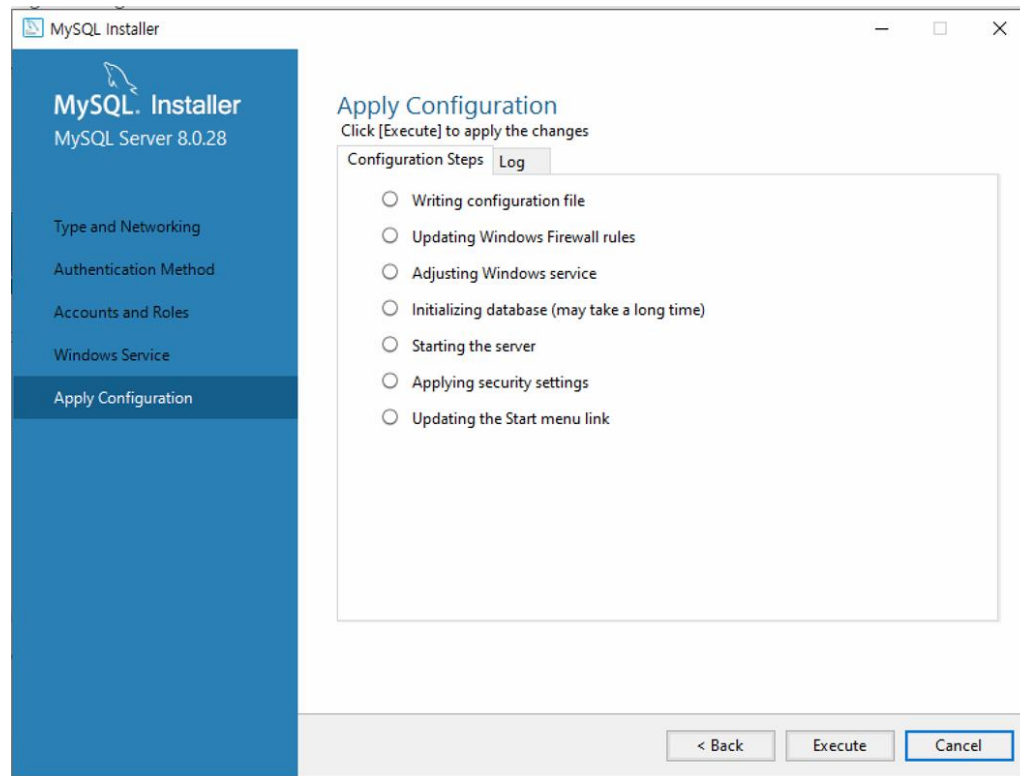 MySQL Installer
MySQL. Installer
MySQL Server 8.0.28
Type and Networking
Authentication Method
Accounts and Roles
Windows Service
Apply Configuration
Apply Configuration
Click [Execute] to apply the changes
Configuration Steps Log
Writing configuration file
Updating Windows Firewall rules
Adjusting Windows service
Initializing database (may take a long time)
Starting the server
Applying security settings
Updating the Start menu link
< Back Execute Cancel